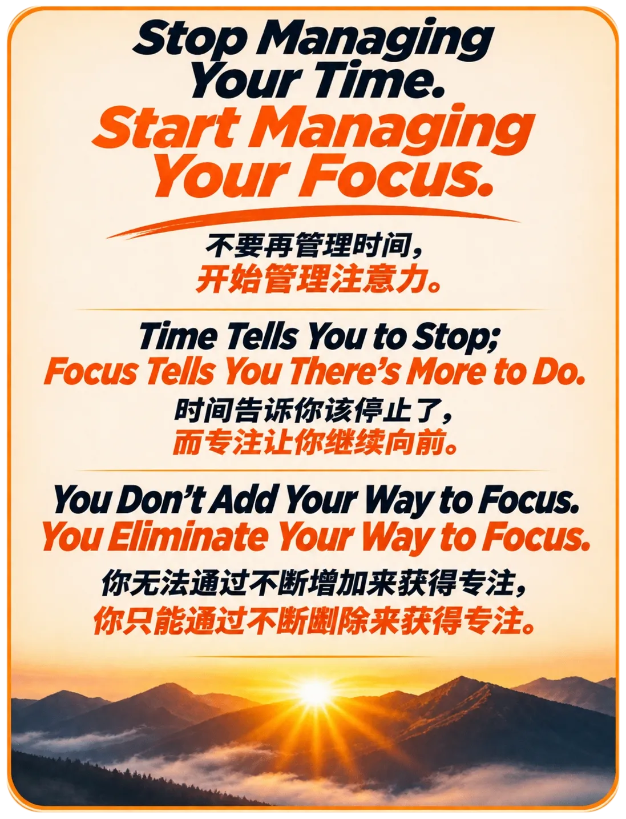 Stop Managing
Your Time.
Start Managing
Your Focus.
不要再管理时间，
开始管理注意力。
Time Tells You to Stop;
Focus Tells You There's More to Do.
时间告诉你该停止了，
而专注让你继续向前。
You Don't Add Your Way to Focus.
You Eliminate Your Way to Focus.
你无法通过不断增加来获得专注，
你只能通过不断删除来获得专注。